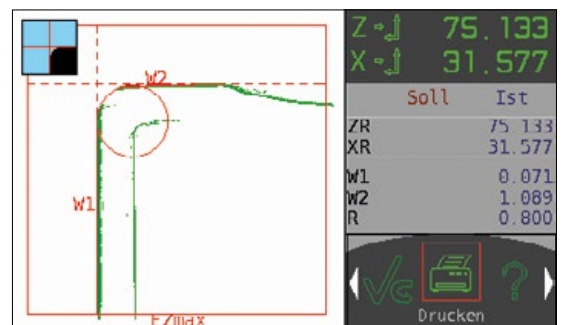 Z 75.133
X 31.577
Soll Ist
ZR 75.133
XR 31.577
W1 0.071
W2 1.089
R 0.800
Drucken
W2
W1
EZmax